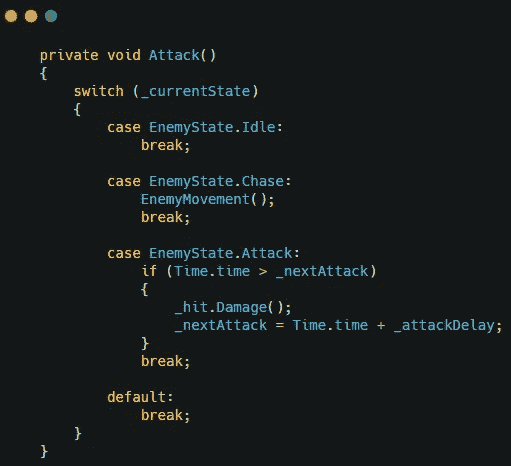 private void Attack()
{
    switch (_currentState)
    {
        case EnemyState.Idle:
            break;

        case EnemyState.Chase:
            EnemyMovement();
            break;

        case EnemyState.Attack:
            if (Time.time > _nextAttack)
            {
                _hit.Damage();
                _nextAttack = Time.time + _attackDelay;
            }
            break;

        default:
            break;
    }
}